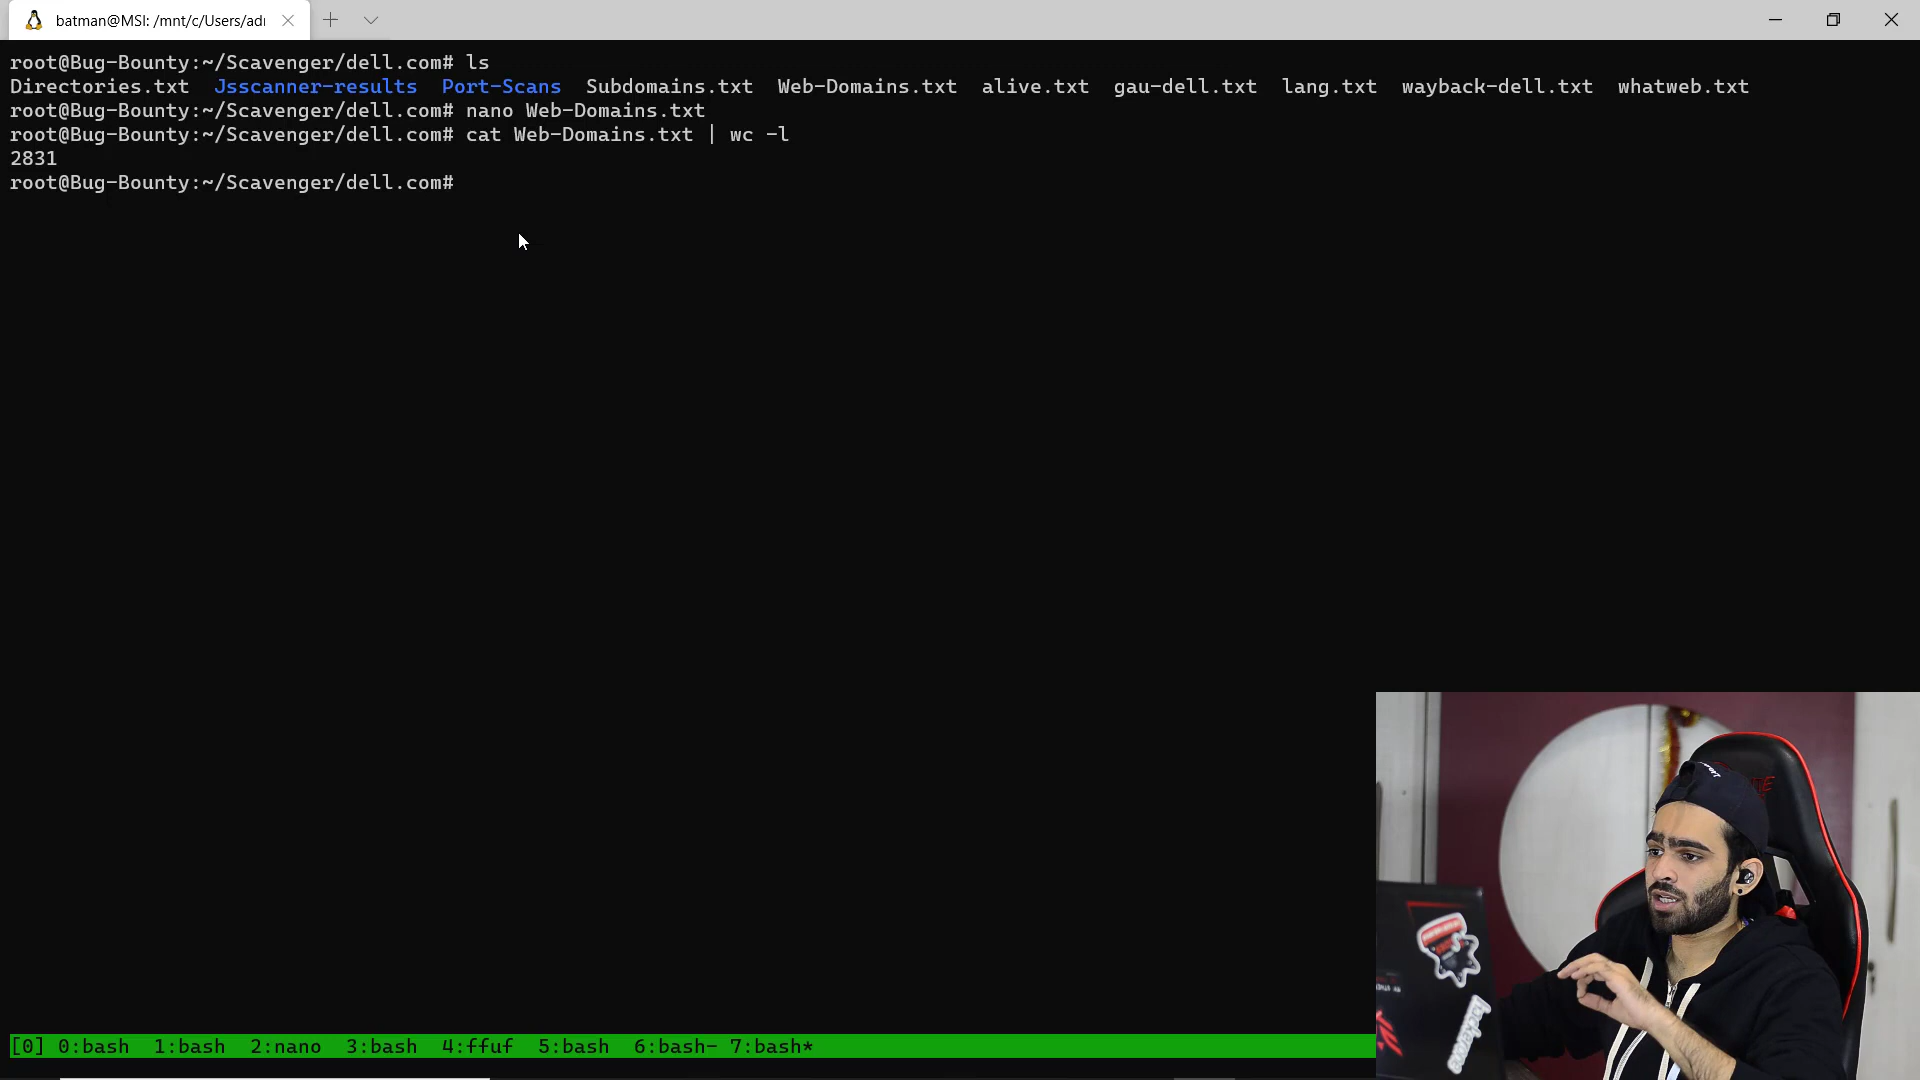 batman@MSI: /mnt/c/Users/adı
root@Bug-Bounty:~/Scavenger/dell.com# ls
Directories.txt Jsscanner-results Port-Scans Subdomains.txt Web-Domains.txt alive.txt gau-dell.txt lang.txt wayback-dell.txt whatweb.txt
root@Bug-Bounty:~/Scavenger/dell.com# nano Web-Domains.txt
root@Bug-Bounty:~/Scavenger/dell.com# cat Web-Domains.txt | wc -l
2831
root@Bug-Bounty:~/Scavenger/dell.com#
[0] 0:bash 1:bash 2:nano 3:bash 4:ffuf 5:bash 6:bash- 7:bash*